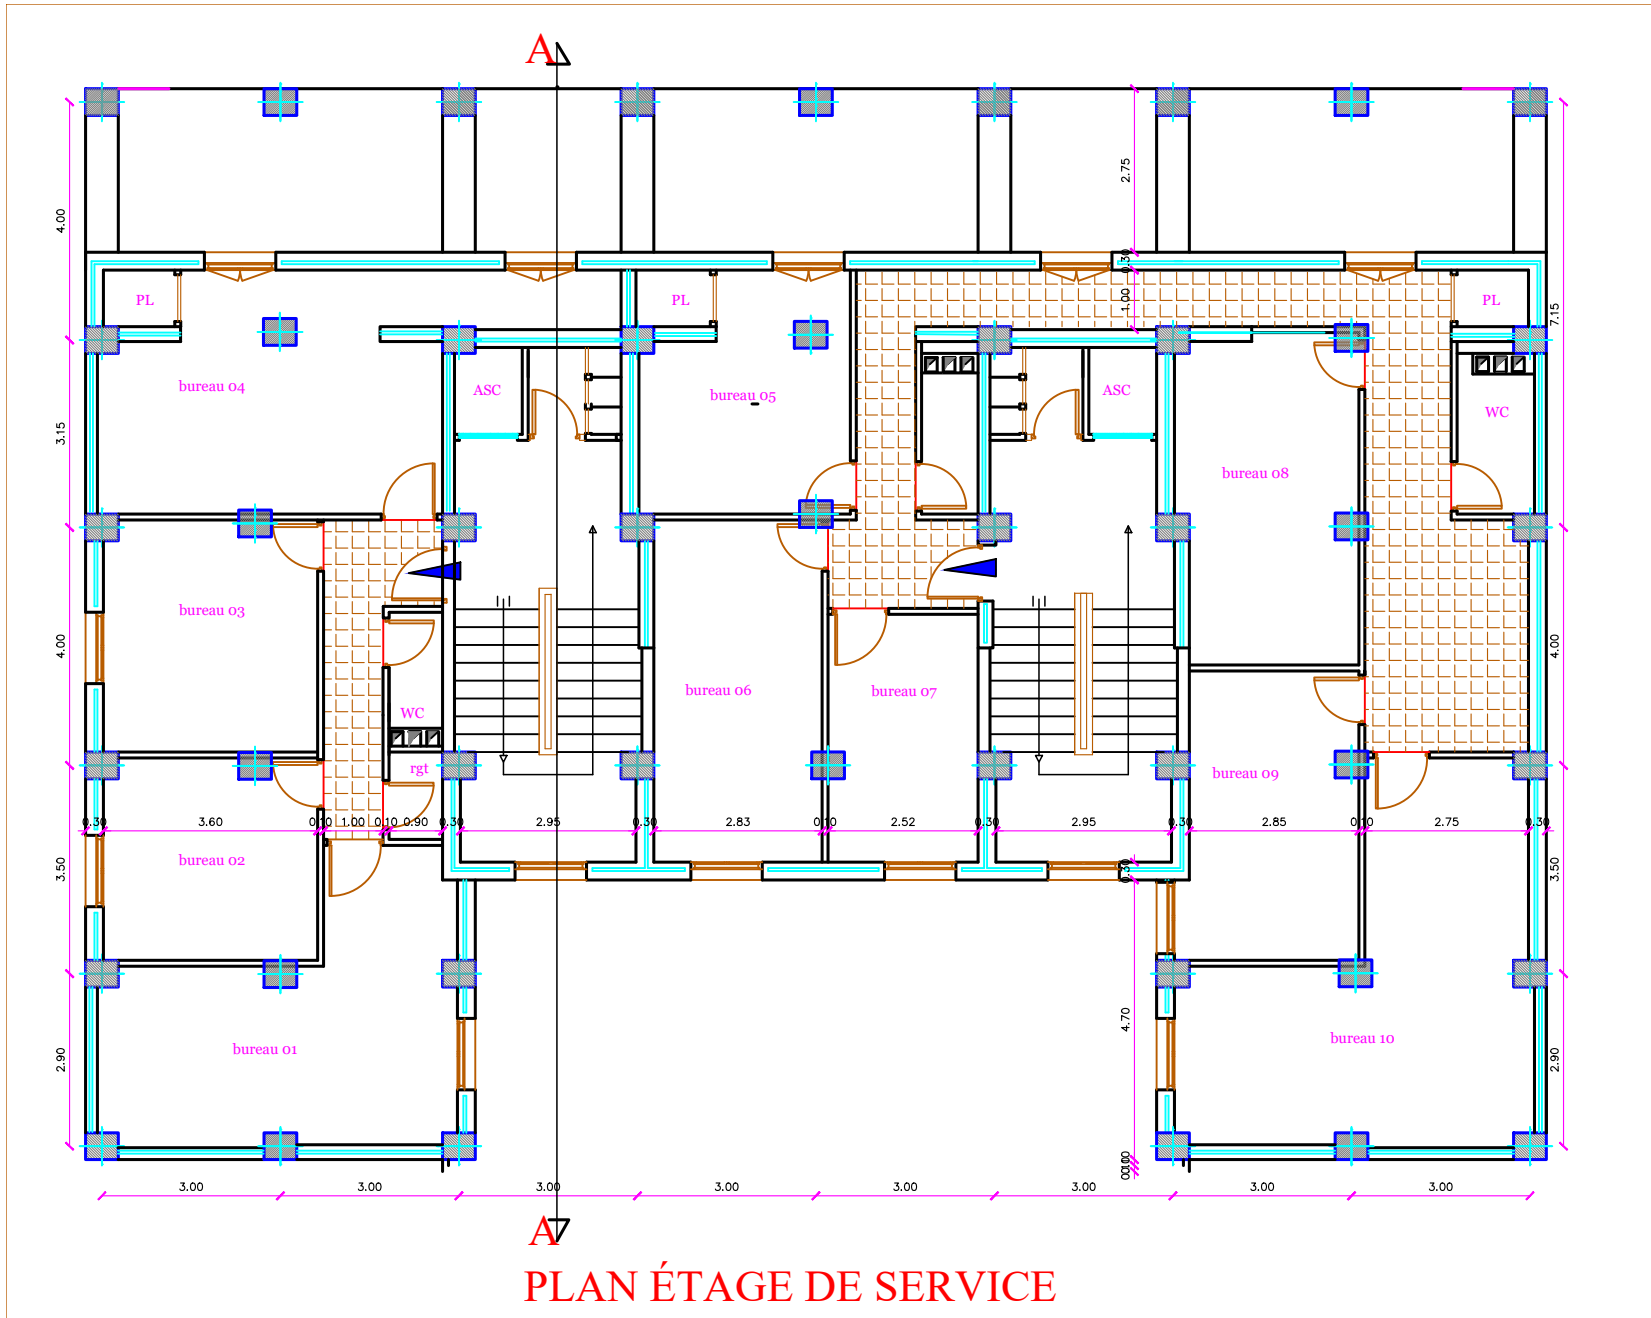 A
2.75
4.00
0.30
PL
PL
1.00
PL
7.15
bureau 04
ASC
bureau 05
ASC
WC
3.15
bureau 08
bureau 03
4.00
4.00
bureau 06
bureau 07
WC
rgt
bureau 09
0.30
3.60
0.10
1.00
0.10
0.90
0.30
2.95
0.30
2.83
0.10
2.52
0.30
2.95
0.30
2.85
0.10
2.75
0.30
bureau 02
3.50
0.30
3.50
4.70
bureau 01
bureau 10
2.90
2.90
3.00
3.00
3.00
3.00
3.00
3.00
3.00
3.00
A
PLAN ÉTAGE DE SERVICE